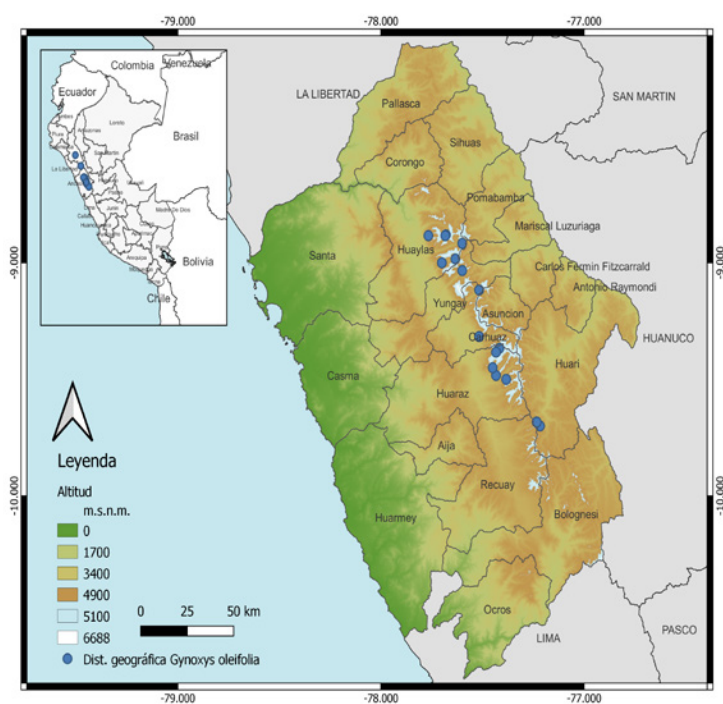 -79.000
-78.000
-77.000
Colombia
Venezuela
Ecuador
Loreto
Brasil
Bolivia
Chile
LA LIBERTAD
SAN MARTIN
Pallasca
Sihuas
Corongo
Pomabamba
Mariscal Luzuriaga
Huaylas
Santa
-9.000
-9.000
Carlos Fermin Fitzcarrald
Antonio Raymondi
Yungay
Asuncion
Carhuaz
HUANUCO
Huari
Casma
Huaraz
Aija
Recuay
Bolognesi
Huarmey
-10.000
-10.000
Ocros
LIMA
PASCO
Leyenda
Altitud
m.s.n.m.
0
1700
3400
4900
5100
6688
0 25 50 km
Dist. geográfica Gynoxys oleifolia
-79.000
-78.000
-77.000